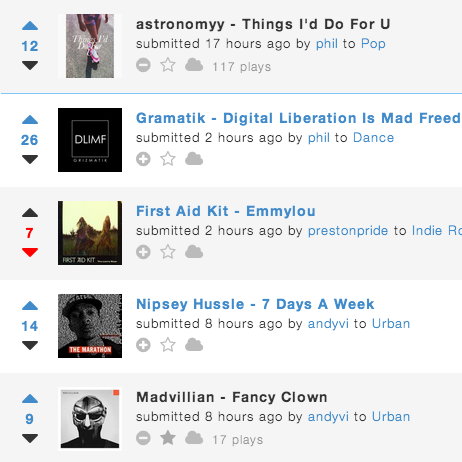 astronomyy - Things I'd Do For U
12
Things I'd
Do For
submitted 17 hours ago by phil to Pop
117 plays
Gramatik - Digital Liberation Is Mad Freed
26
DLIMF
GRIZMATIK
submitted 2 hours ago by phil to Dance
First Aid Kit - Emmylou
7
FIRST AID KIT
submitted 2 hours ago by prestonpride to Indie Ro
Nipsey Hussle - 7 Days A Week
14
THE MARATHON
submitted 8 hours ago by andyvi to Urban
Madvillian - Fancy Clown
9
submitted 8 hours ago by andyvi to Urban
17 plays